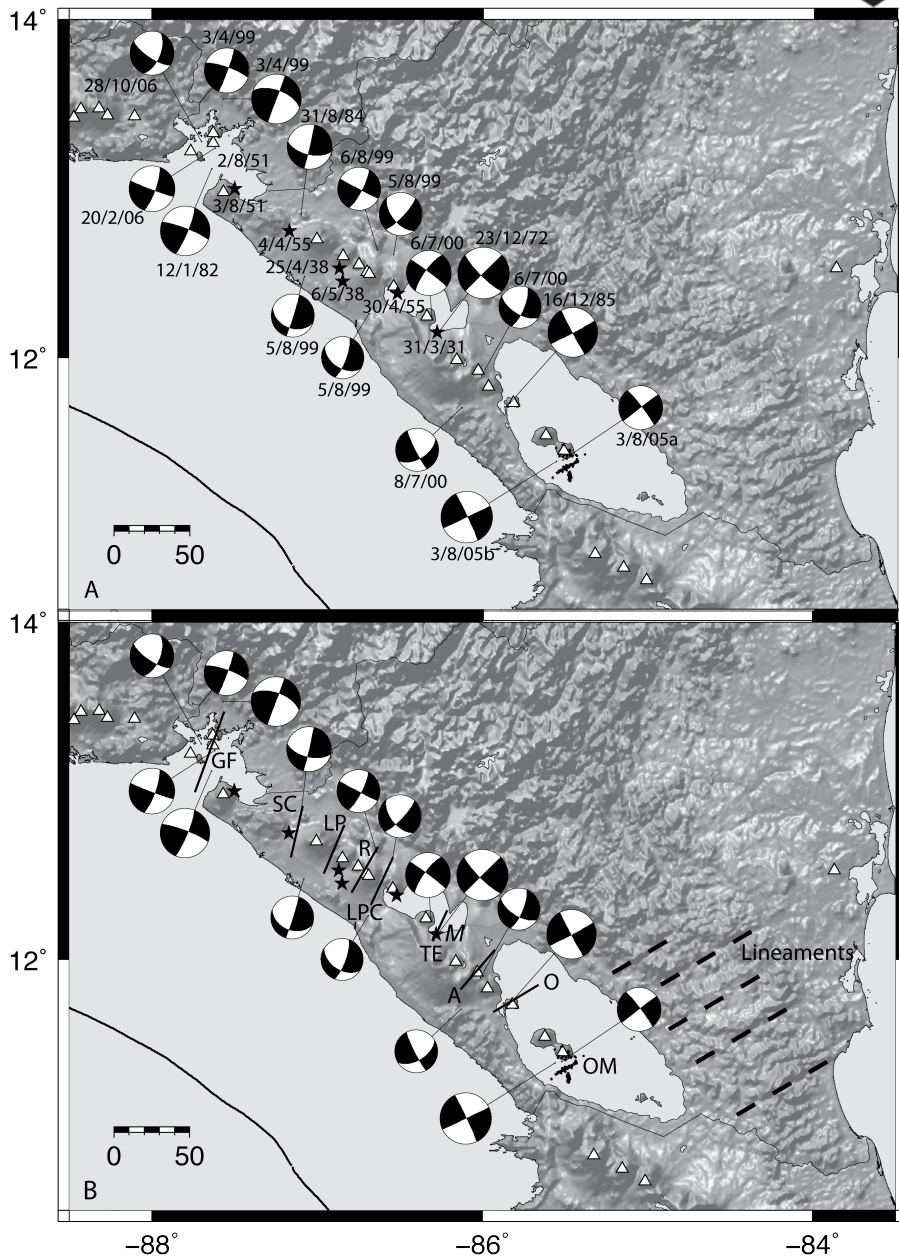 14°
3/4/99
3/4/99
28/10/06
31/8/84
6/8/99
2/8/51
5/8/99
3/8/51
20/2/06
6/7/00
23/12/72
4/4/55
12/1/82
25/4/38
6/7/00
6/5/38
16/12/85
30/4/55
31/3/31
5/8/99
12°
5/8/99
3/8/05a
8/7/00
3/8/05b
0 50
A
14°
GF
SC
LP
R
LPC
M
TE
Lineaments
12°
O
A
OM
0 50
B
−88° −86° −84°